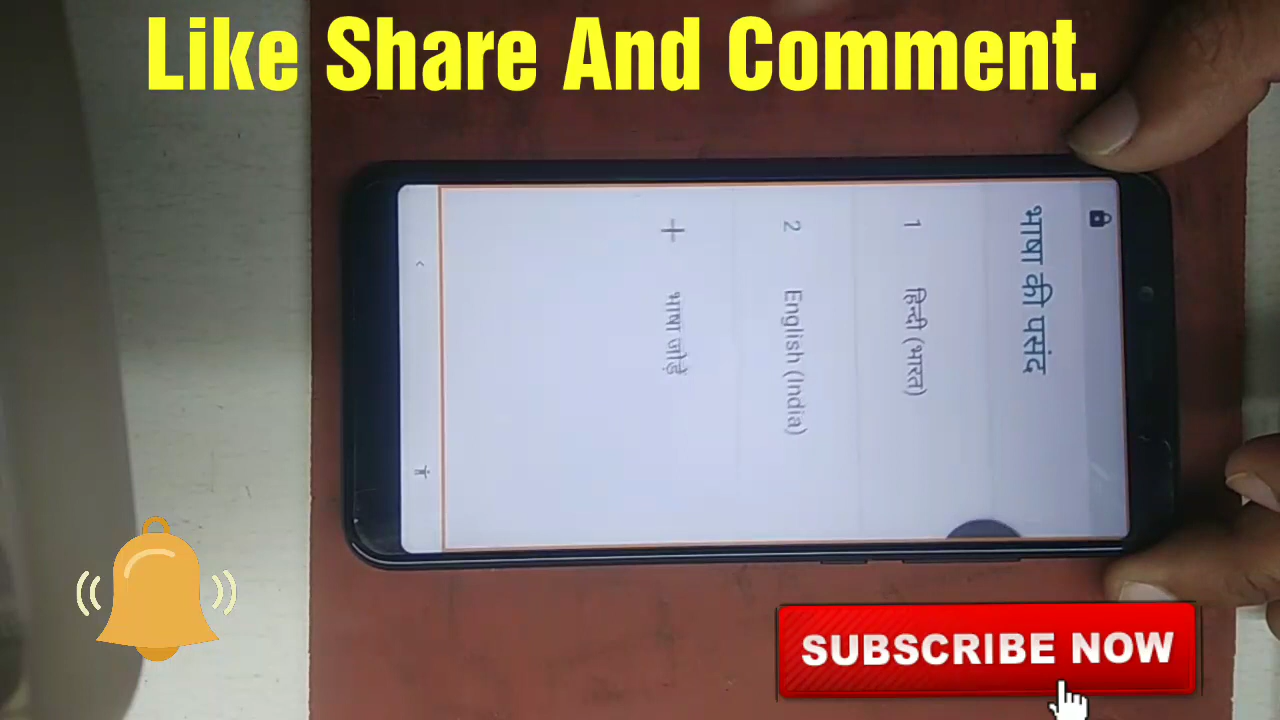 Like Share And Comment.
भाषा की पसंद
1 हिन्दी (भारत)
2 English (India)
+ भाषा जोड़ें
SUBSCRIBE NOW